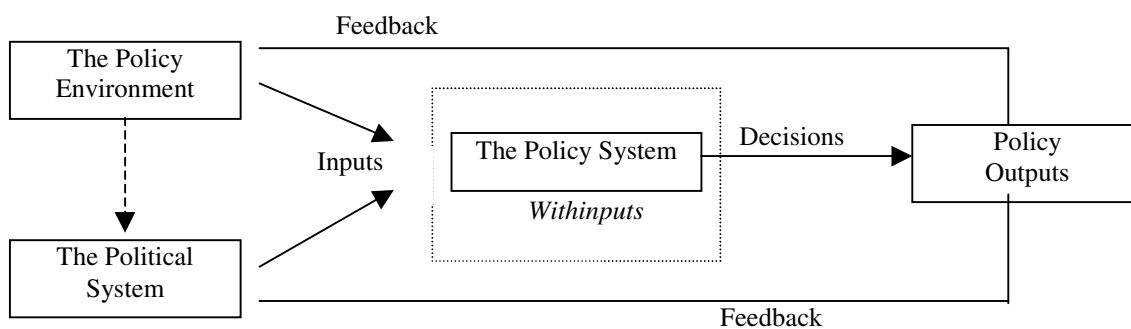 Feedback
The Policy
Environment
Inputs
The Policy System
Withinputs
Decisions
Policy
Outputs
The Political
System
Feedback